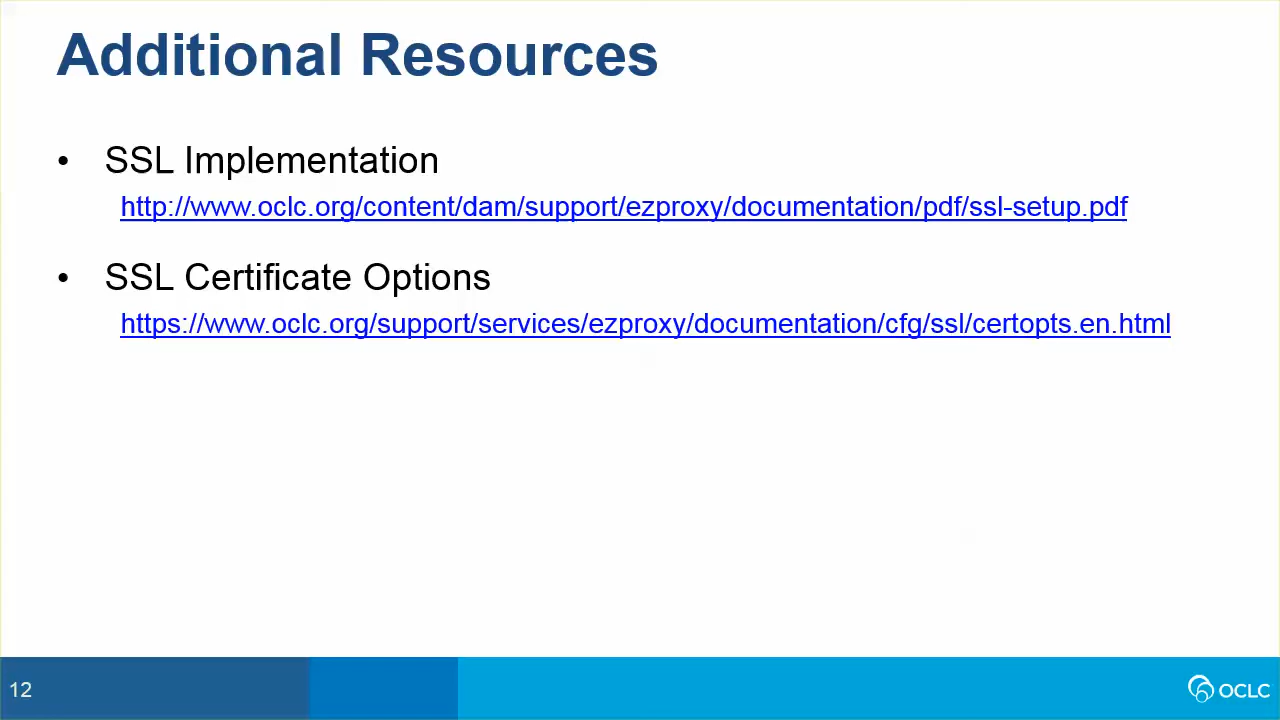 Additional Resources
• SSL Implementation
http://www.oclc.org/content/dam/support/ezproxy/documentation/pdf/ssl-setup.pdf
• SSL Certificate Options
https://www.oclc.org/support/services/ezproxy/documentation/cfg/ssl/certopts.en.html
12
OCLC